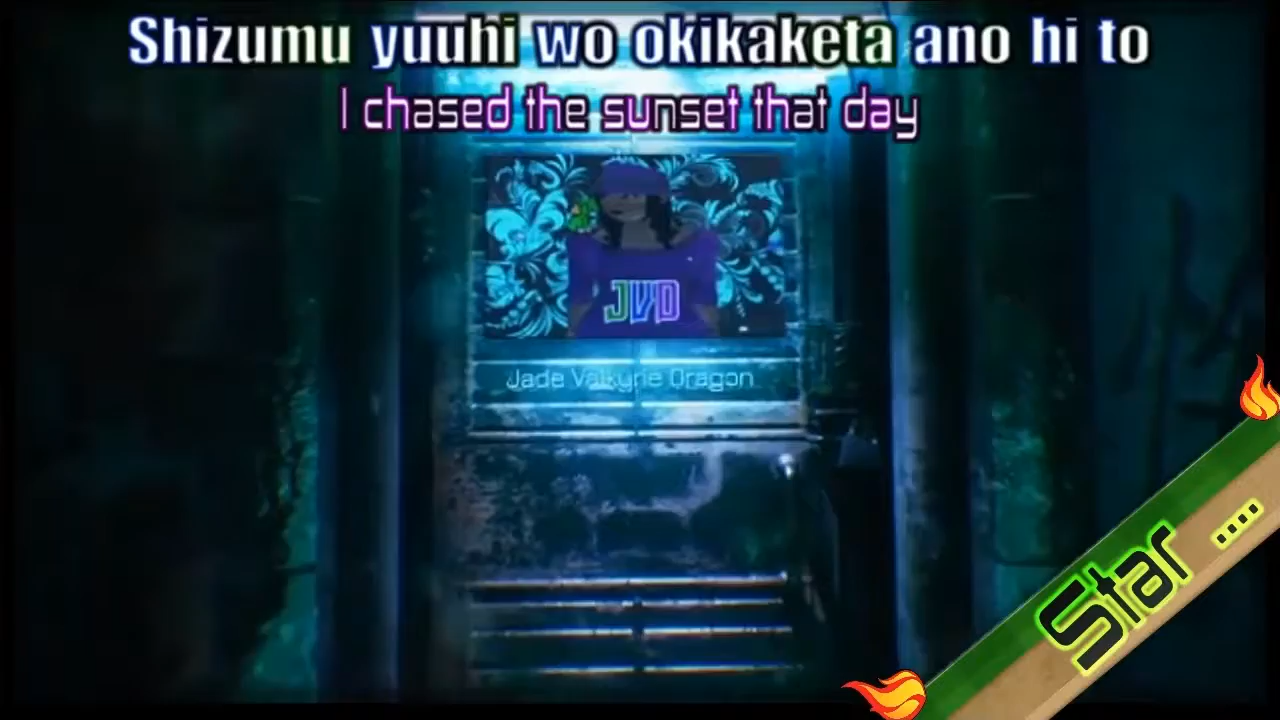 Shizumu yuuhi wo okikaketa ano hi to
I chased the sunset that day
JVD
Jade Valkyrie Dragon
Star ....